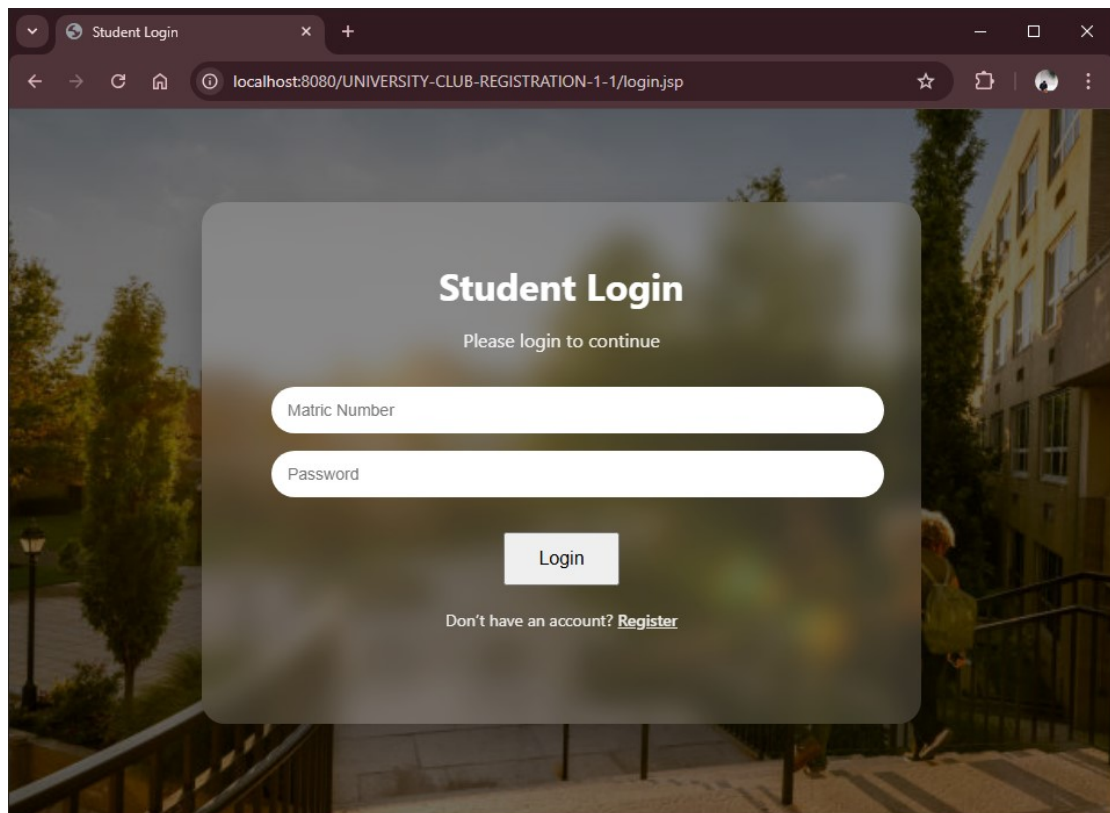 Student Login
localhost:8080/UNIVERSITY-CLUB-REGISTRATION-1-1/login.jsp
Student Login
Please login to continue
Matric Number
Password
Login
Don’t have an account? Register